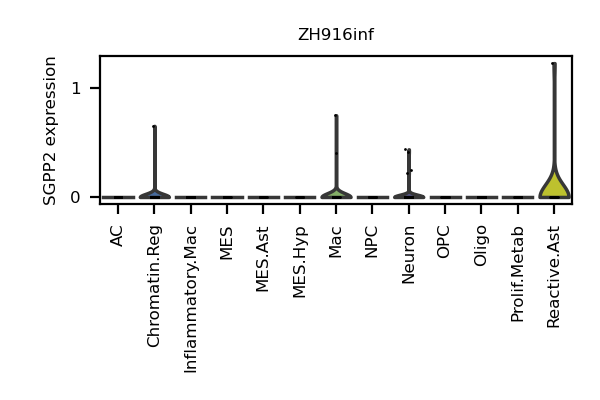 ZH916inf
SGPP2 expression
1
0
AC
Chromatin.Reg
Inflammatory.Mac
MES
MES.Ast
MES.Hyp
Mac
NPC
Neuron
OPC
Oligo
Prolif.Metab
Reactive.Ast